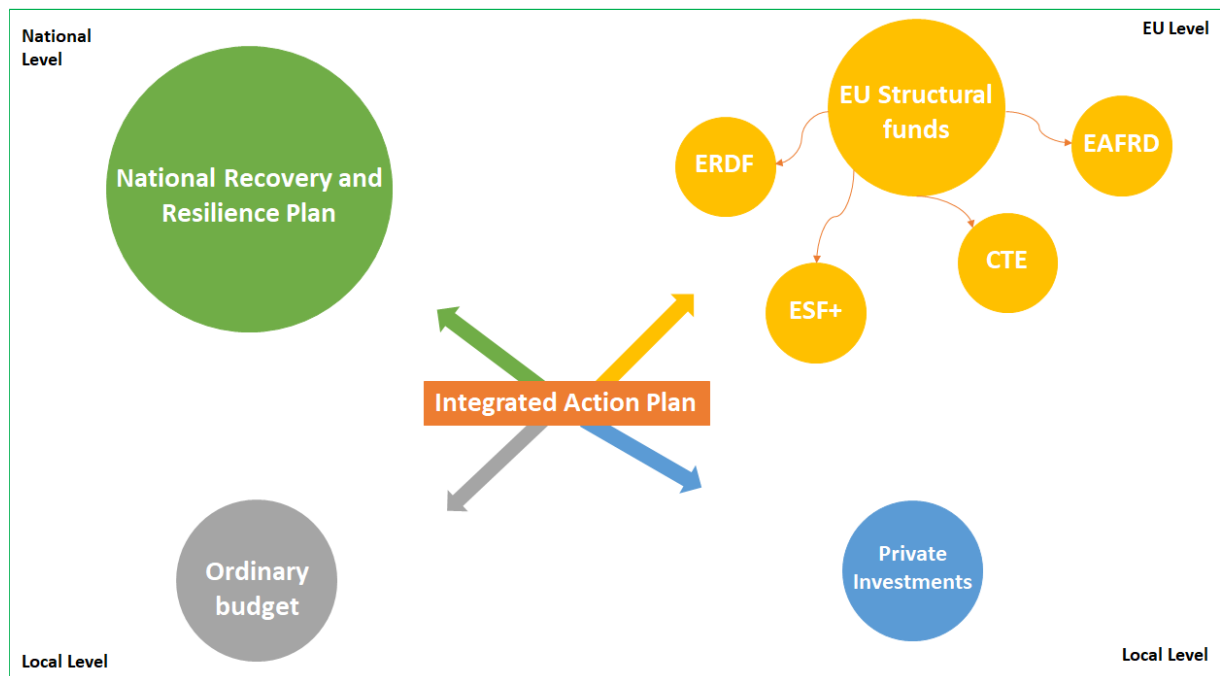 National
Level
EU Level
National Recovery and
Resilience Plan
EU Structural
funds
ERDF
EAFRD
CTE
ESF+
Integrated Action Plan
Ordinary
budget
Private
Investments
Local Level
Local Level